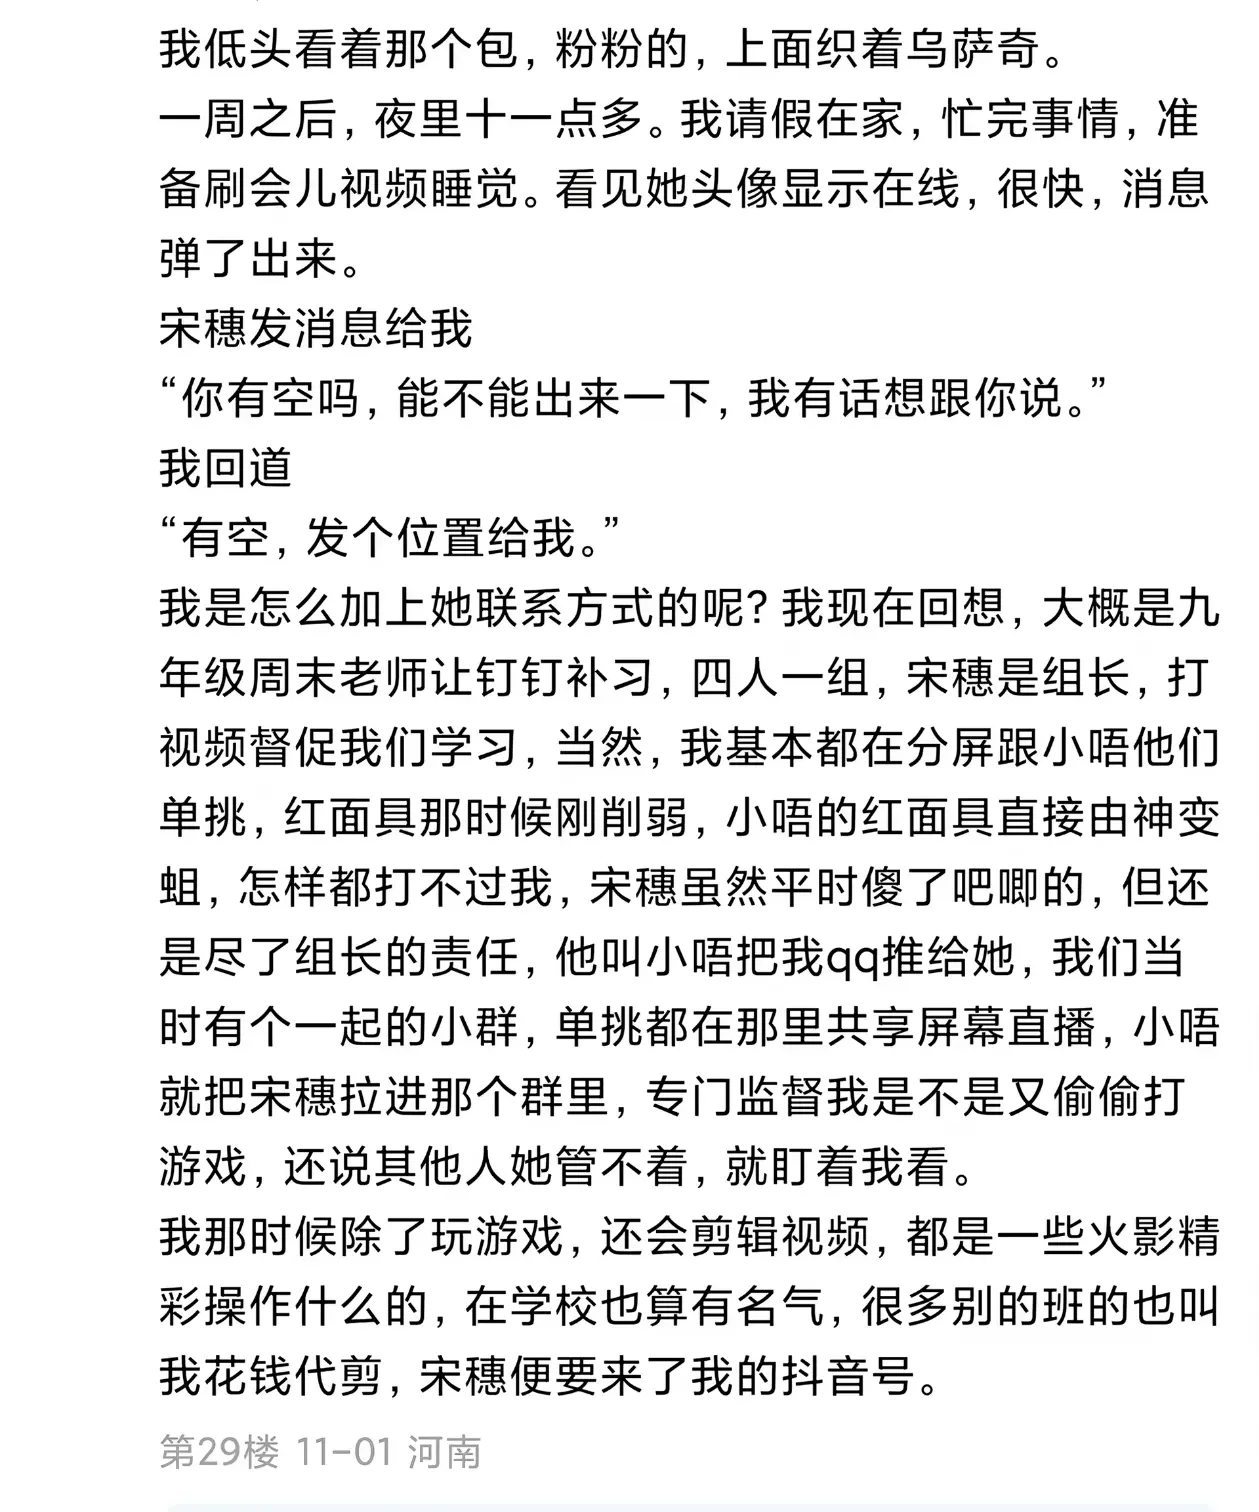 我低头看着那个包，粉粉的，上面织着乌萨奇。
一周之后，夜里十一点多。我请假在家，忙完事情，准
备刷会儿视频睡觉。看见她头像显示在线，很快，消息
弹了出来。
宋穗发消息给我
“你有空吗，能不能出来一下，我有话想跟你说。”
我回道
“有空，发个位置给我。”
我是怎么加上她联系方式的呢？我现在回想，大概是九
年级周末老师让钉钉补习，四人一组，宋穗是组长，打
视频督促我们学习，当然，我基本都在分屏跟小唔他们
单挑，红面具那时候刚削弱，小唔的红面具直接由神变
蛆，怎样都打不过我，宋穗虽然平时傻了吧唧的，但还
是尽了组长的责任，他叫小唔把我qq推给她，我们当
时有个一起的小群，单挑都在那里共享屏幕直播，小唔
就把宋穗拉进那个群里，专门监督我是不是又偷偷打
游戏，还说其他人她管不着，就盯着我看。
我那时候除了玩游戏，还会剪辑视频，都是一些火影精
彩操作什么的，在学校也算有名气，很多别的班的也叫
我花钱代剪，宋穗便要来了我的抖音号。
第29楼 11-01 河南